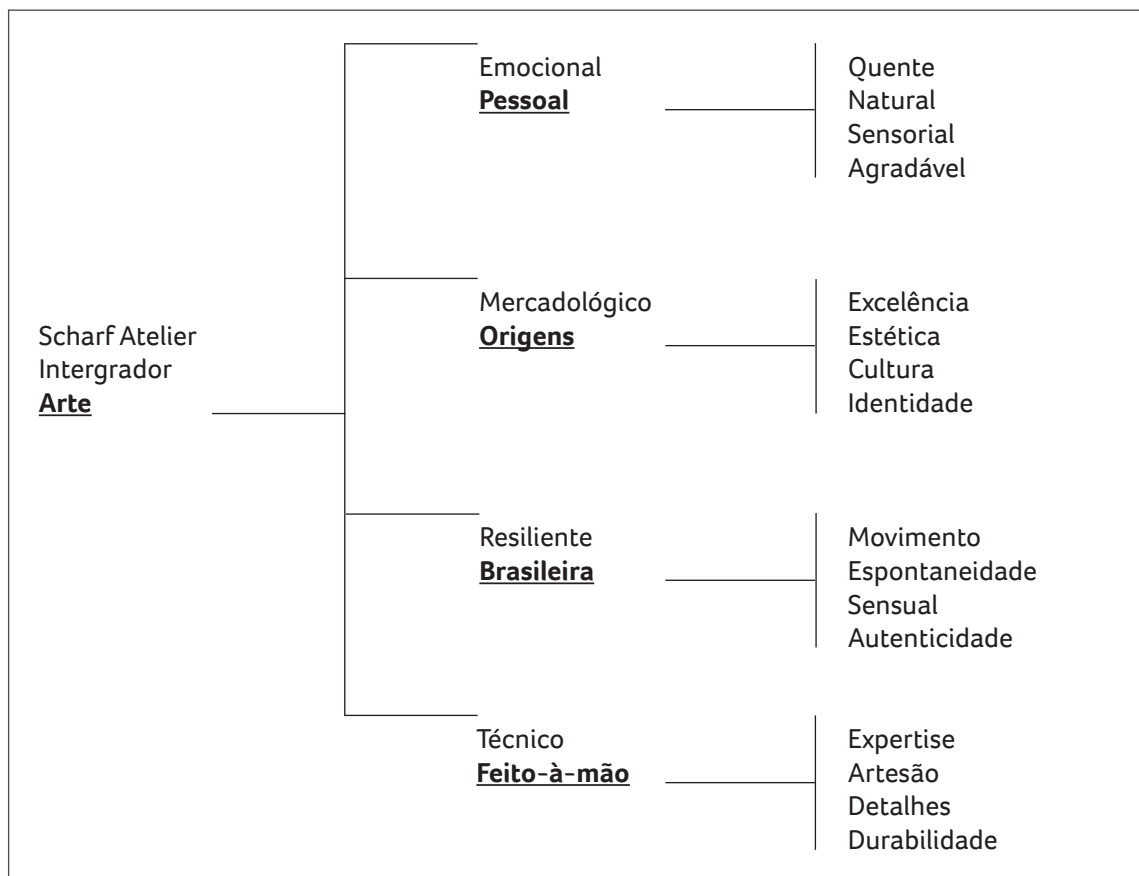 Emocional
Pessoal
Quente
Natural
Sensorial
Agradável
Scharf Atelier
Intergrador
Arte
Mercadológico
Origens
Excelência
Estética
Cultura
Identidade
Resiliente
Brasileira
Movimento
Espontaneidade
Sensual
Autenticidade
Técnico
Feito-à-mão
Expertise
Artesão
Detalhes
Durabilidade